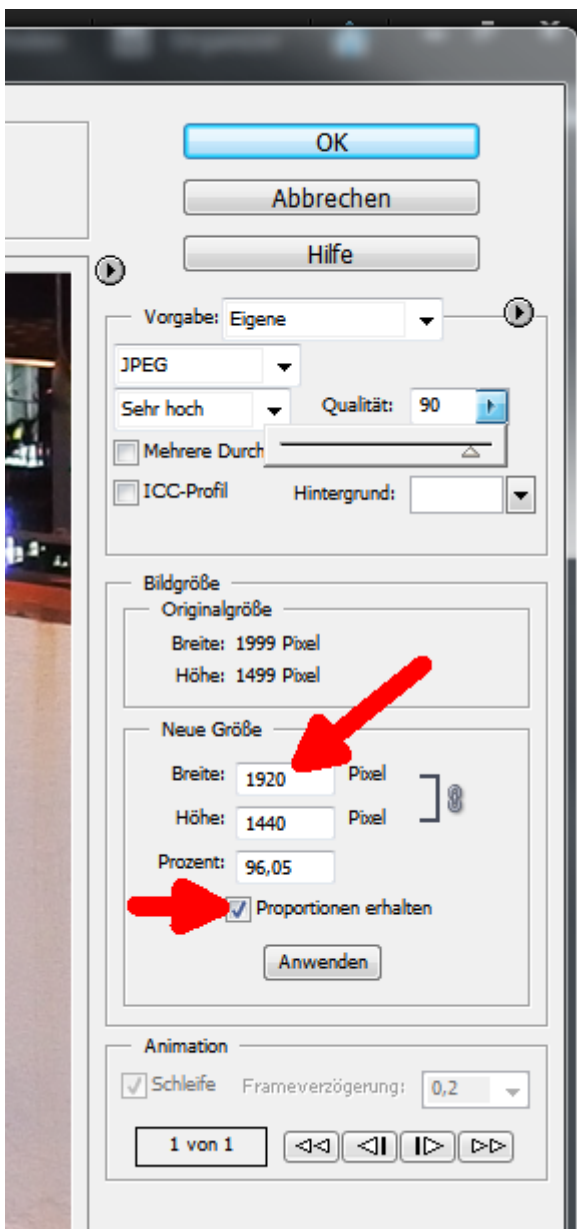 OK
Abbrechen
Hilfe
Vorgabe: Eigene
JPEG
Sehr hoch Qualität: 90
Mehrere Durch
ICC-Profil Hintergrund:
Bildgröße
Originalgröße
Breite: 1999 Pixel
Höhe: 1499 Pixel
Neue Größe
Breite: 1920 Pixel
Höhe: 1440 Pixel
Prozent: 96,05
Proportionen erhalten
Anwenden
Animation
Schleife Frameverzögerung: 0,2
1 von 1